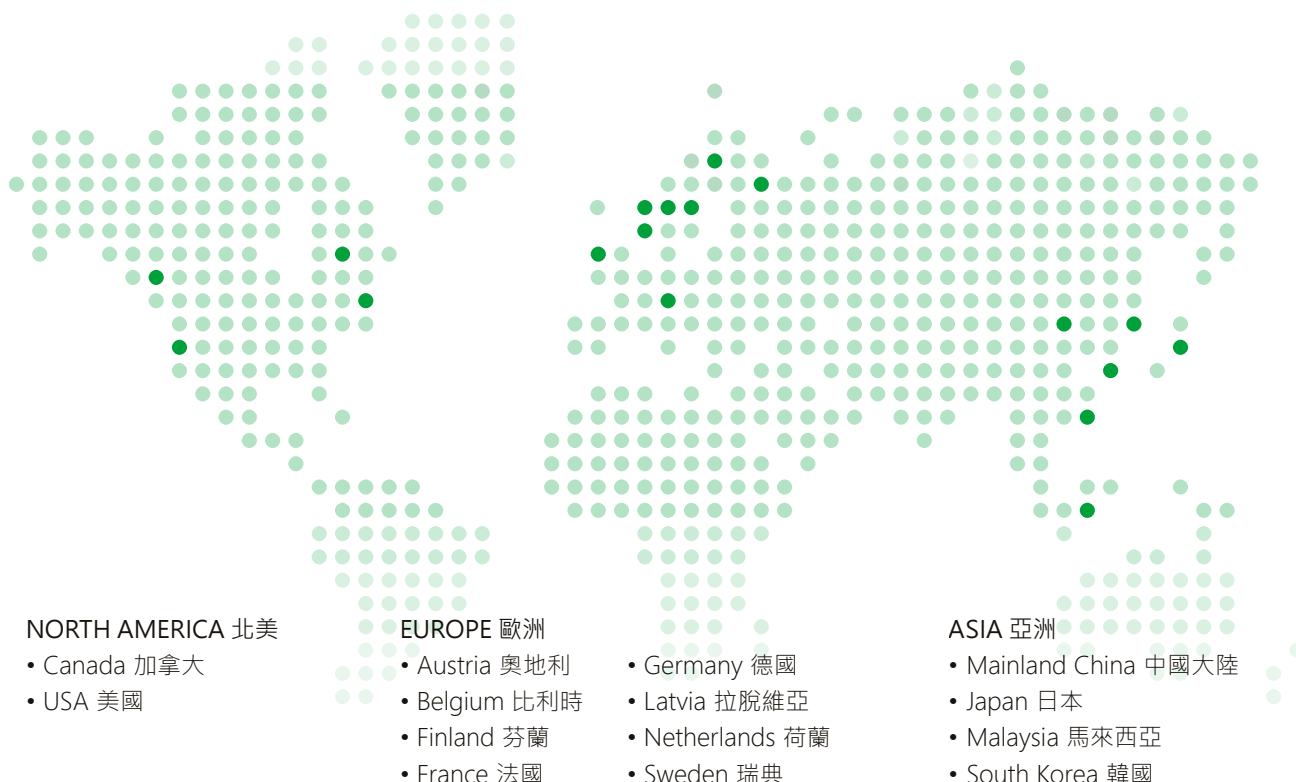 NORTH AMERICA 北美
• Canada 加拿大
• USA 美國
EUROPE 歐洲
• Austria 奧地利
• Belgium 比利時
• Finland 芬蘭
• France 法國
• Germany 德國
• Latvia 拉脫維亞
• Netherlands 荷蘭
• Sweden 瑞典
ASIA 亞洲
• Mainland China 中國大陸
• Japan 日本
• Malaysia 馬來西亞
• South Korea 韓國